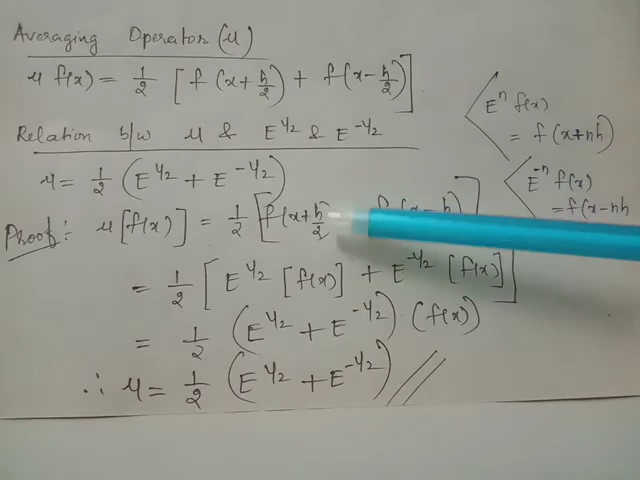 Averaging Operator (μ)
μ f(x) = 1/2 [f(x+h/2) + f(x-h/2)]
Relation b/w μ & E^1/2 & E^-1/2
μ = 1/2 (E^1/2 + E^-1/2)
Proof:- μ[f(x)] = 1/2 [f(x+h/2 f(x-h
= 1/2 [E^1/2 [f(x)] + E^-1/2 [f(x)]]
= 1/2 (E^1/2 + E^-1/2) · (f(x))
∴ μ = 1/2 (E^1/2 + E^-1/2)//
E^n f(x)
= f(x+nh)
E^-n f(x)
= f(x-nh